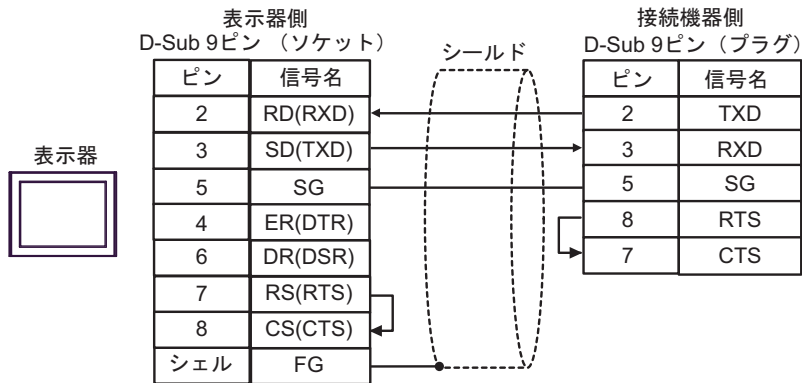 表示器側
D-Sub 9ピン （ソケット）
ピン 信号名
2 RD(RXD)
3 SD(TXD)
5 SG
4 ER(DTR)
6 DR(DSR)
7 RS(RTS)
8 CS(CTS)
シェル FG
表示器
シールド
接続機器側
D-Sub 9ピン（プラグ）
ピン 信号名
2 TXD
3 RXD
5 SG
8 RTS
7 CTS